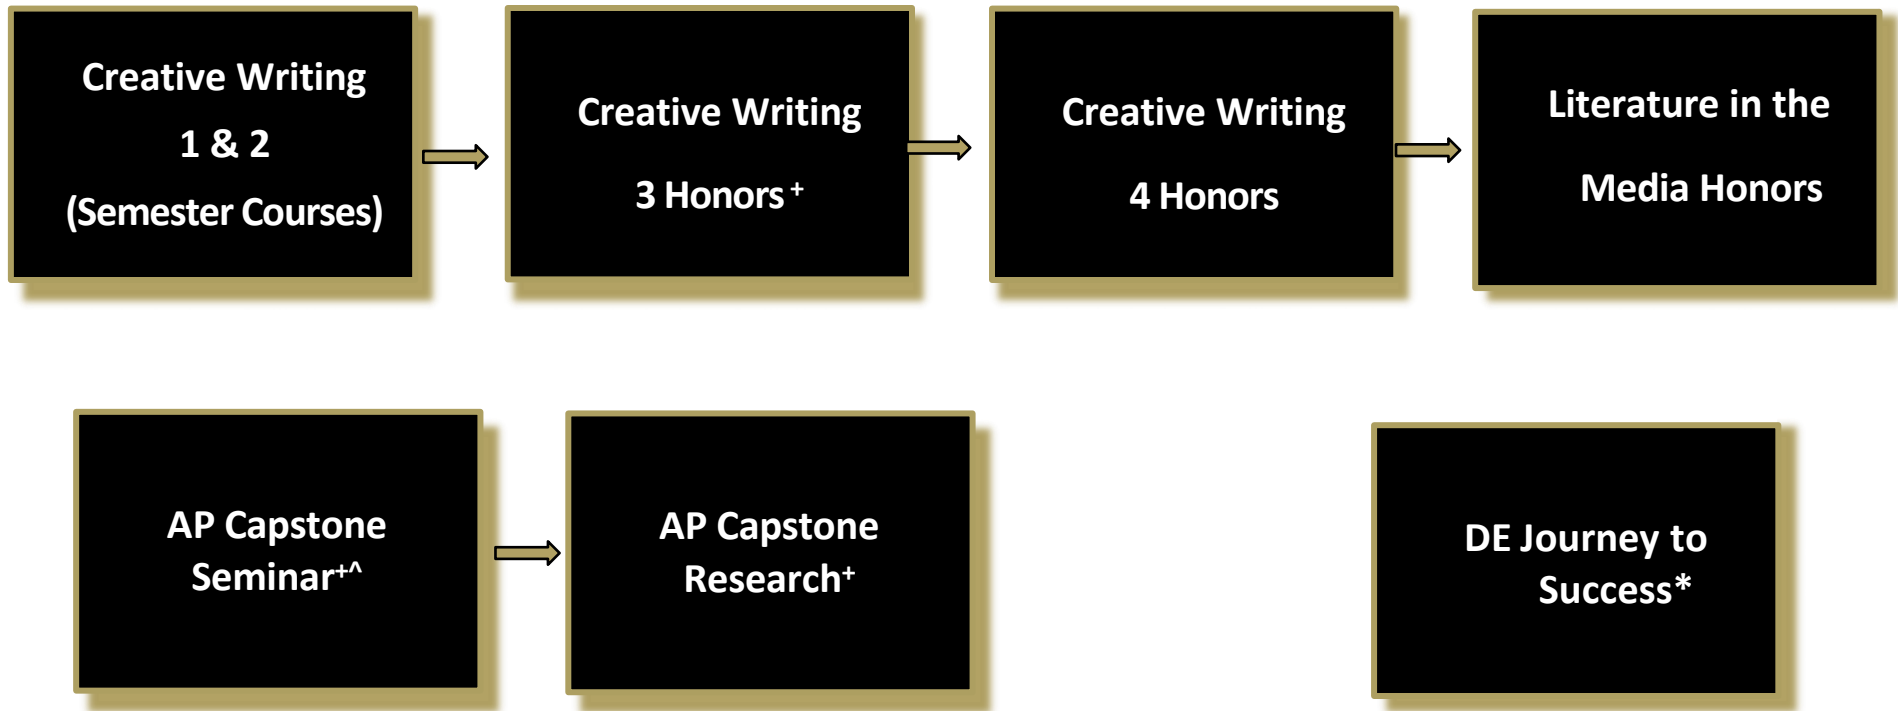 Creative Writing
1 & 2
(Semester Courses)
Creative Writing
3 Honors +
Creative Writing
4 Honors
Literature in the
Media Honors
AP Capstone
Seminar+^
AP Capstone
Research+
DE Journey to
Success*